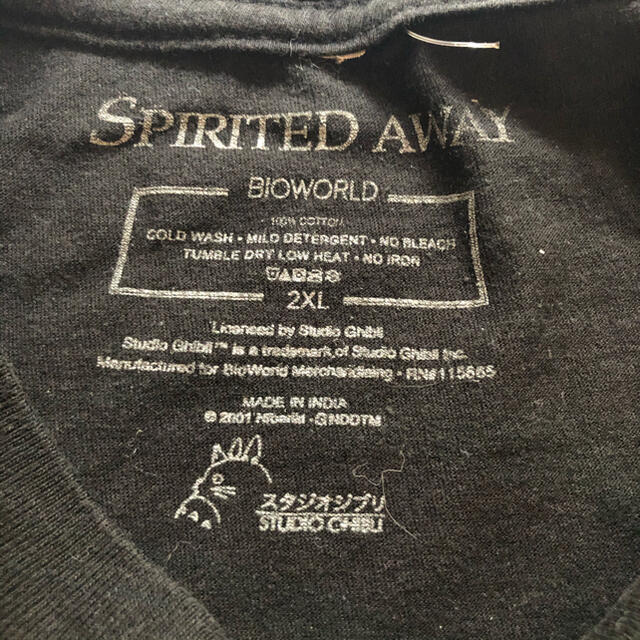 SPIRITED AWAY
BIOWORLD
100% COTTON
COLD WASH • MILD DETERGENT • NO BLEACH
TUMBLE DRY LOW HEAT • NO IRON
2XL
Licensed by Studio Ghibli
Studio Ghibli™ is a trademark of Studio Ghibli Inc.
Manufactured for BioWorld Merchandising • RN# 115865
MADE IN INDIA
© 2001 Nibariki • GNDDTM
スタジオジブリ
STUDIO GHIBLI